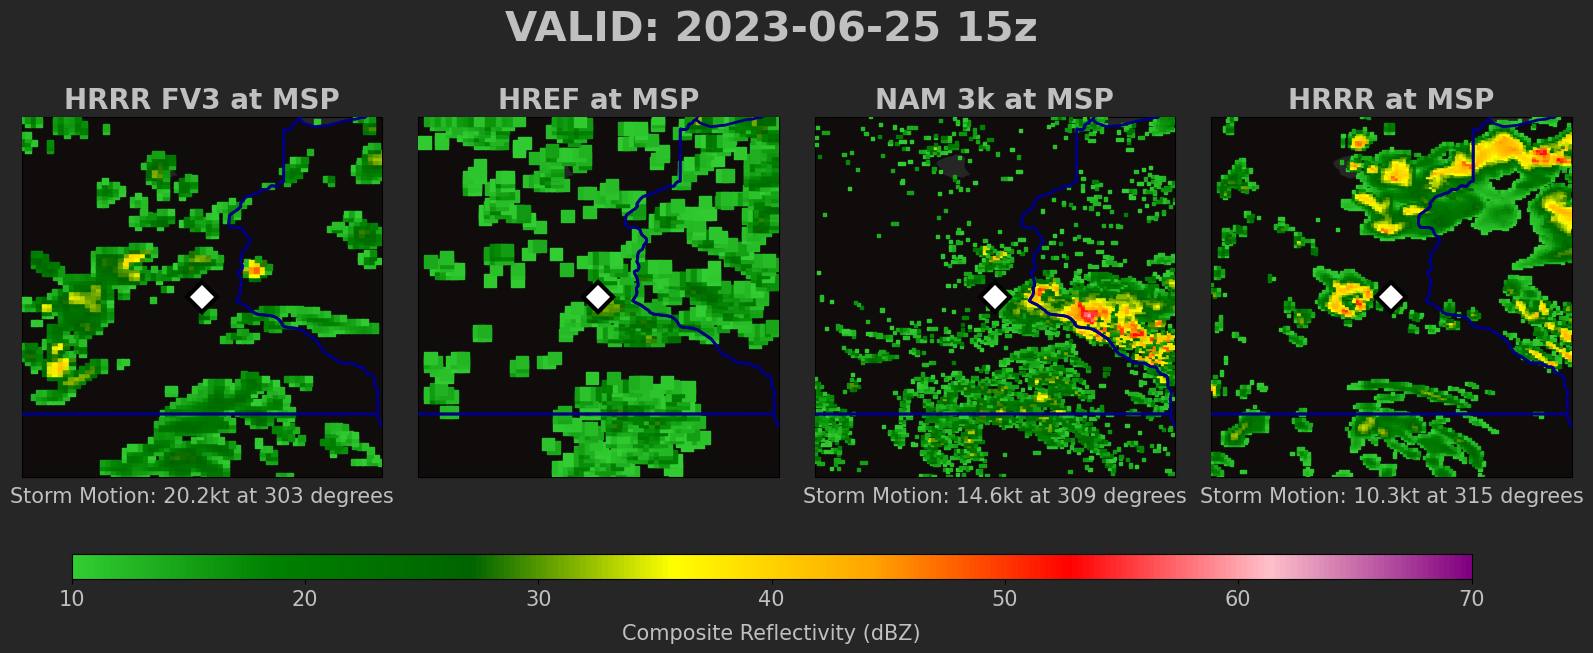 VALID: 2023-06-25 15z
HRRR FV3 at MSP
HREF at MSP
NAM 3k at MSP
HRRR at MSP
Storm Motion: 20.2kt at 303 degrees
Storm Motion: 14.6kt at 309 degrees
Storm Motion: 10.3kt at 315 degrees
10 20 30 40 50 60 70
Composite Reflectivity (dBZ)